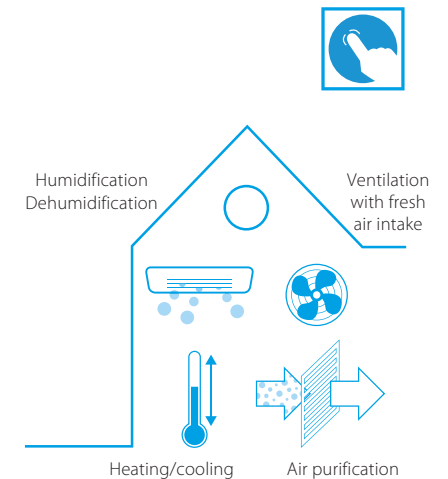 Humidification
Dehumidification
Ventilation
with fresh
air intake
Heating/cooling
Air purification